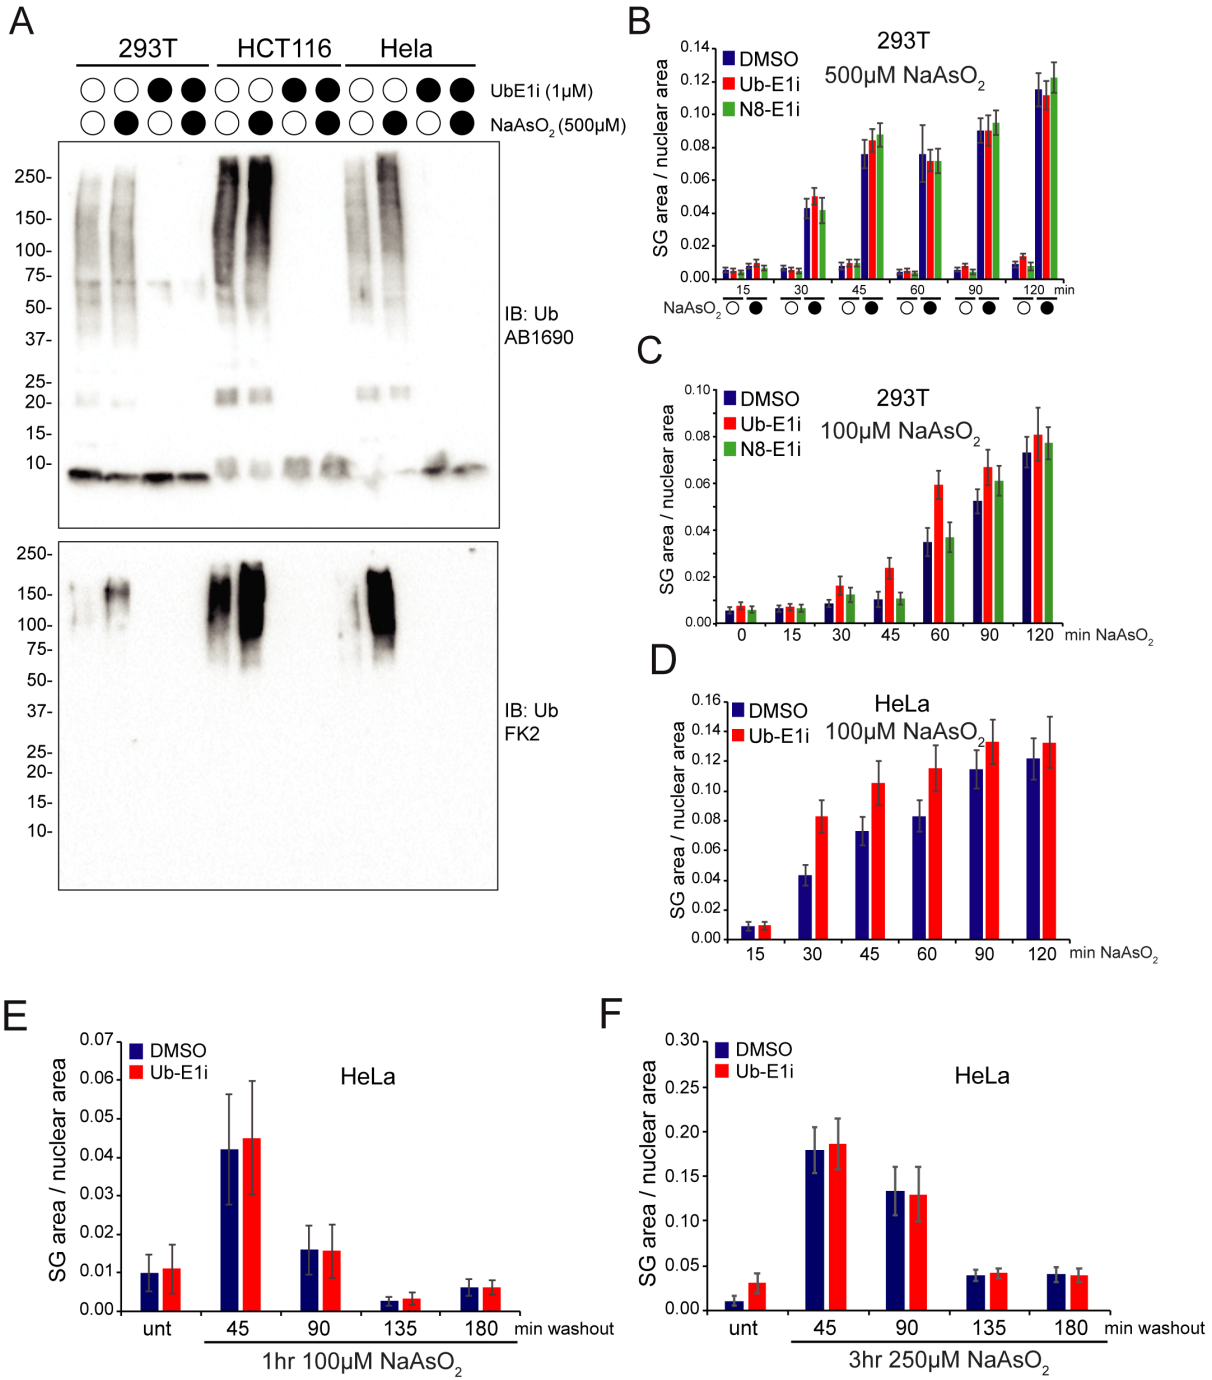 A
293T HCT116 Hela
UbE1i (1µM)
NaAsO2 (500µM)
250-
150-
100-
75-
50-
37-
25-
20-
15-
10-
IB: Ub
AB1690
250-
150-
100-
75-
50-
37-
25-
20-
15-
10-
IB: Ub
FK2
B
293T
500µM NaAsO2
DMSO
Ub-E1i
N8-E1i
SG area / nuclear area
0.14
0.12
0.08
0.06
0.04
0.02
0.00
15 30 45 60 90 120 min
NaAsO2
C
293T
100µM NaAsO2
DMSO
Ub-E1i
N8-E1i
SG area / nuclear area
0.10
0.08
0.06
0.04
0.02
0.00
0 15 30 45 60 90 120 min NaAsO2
D
HeLa
100µM NaAsO2
DMSO
Ub-E1i
SG area / nuclear area
0.16
0.14
0.12
0.10
0.08
0.06
0.04
0.02
0.00
15 30 45 60 90 120 min NaAsO2
E
HeLa
DMSO
Ub-E1i
SG area / nuclear area
0.07
0.06
0.05
0.04
0.03
0.02
0.01
0.00
unt 45 90 135 180 min washout
1hr 100µM NaAsO2
F
HeLa
DMSO
Ub-E1i
SG area / nuclear area
0.30
0.25
0.20
0.15
0.10
0.05
0.00
unt 45 90 135 180 min washout
3hr 250µM NaAsO2